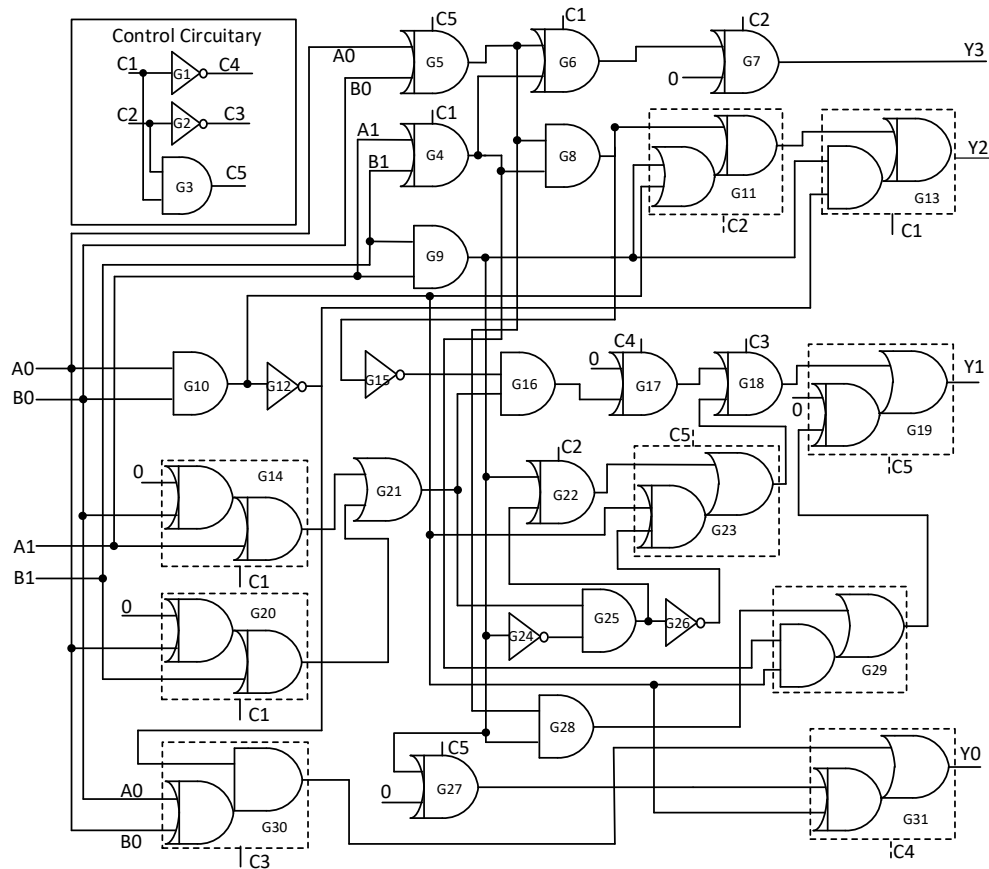 Control Circuitary
C1 G1 C4
C2 G2 C3
G3 C5
C5
A0
B0
G5
C1
G6
C2
0
G7
Y3
A1
B1
C1
G4
G8
G11
C2
G13
C1
Y2
G9
A0
B0
G10
G12
G15
G16
0
C4
G17
C3
G18
0
G19
C5
Y1
0
G14
C1
G21
C2
G22
C5
G23
A1
B1
0
G20
C1
G24
G25
G26
G29
G28
A0
B0
G30
C3
C5
0
G27
G31
C4
Y0